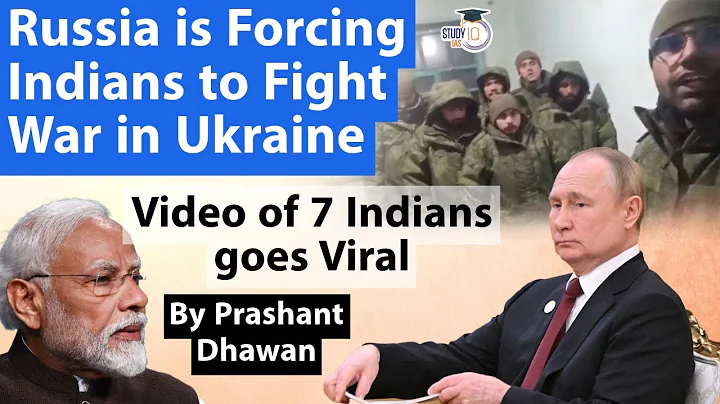 Russia is Forcing
Indians to Fight
War in Ukraine
STUDY IQ
IAS
Video of 7 Indians
goes Viral
By Prashant
Dhawan